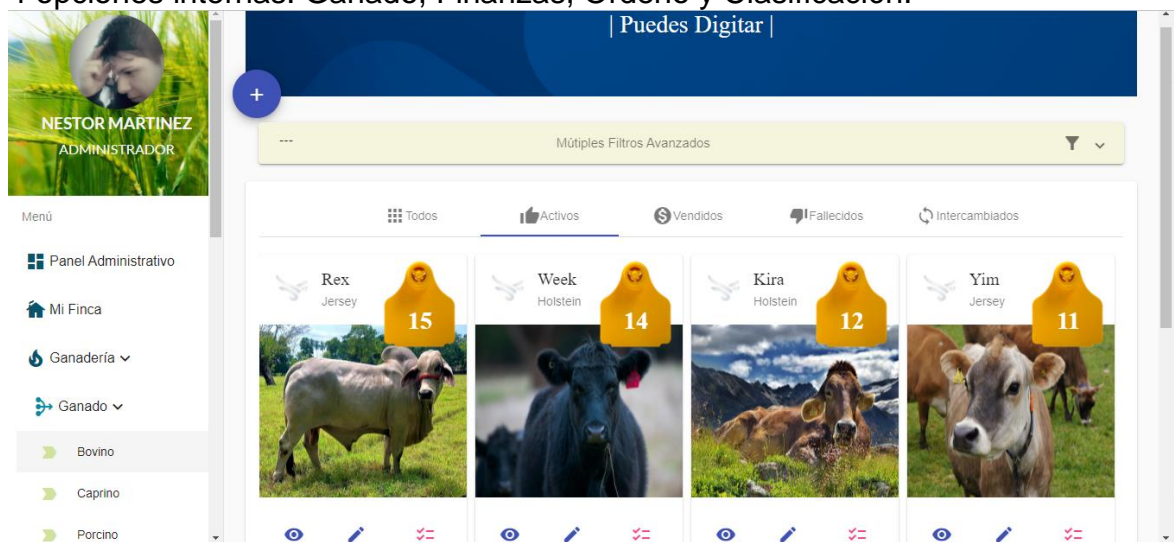 4 opciones internas: Ganado, Finanzas, Ordeño y Clasificación.
| Puedes Digitar |
+
NESTOR MARTINEZ
ADMINISTRADOR
--- Mútiples Filtros Avanzados
Menú
Todos Activos Vendidos Fallecidos Intercambiados
Panel Administrativo
Mi Finca
Ganadería
Ganado
Bovino
Caprino
Porcino
Rex
Jersey
15
Week
Holstein
14
Kira
Holstein
12
Yim
Jersey
11